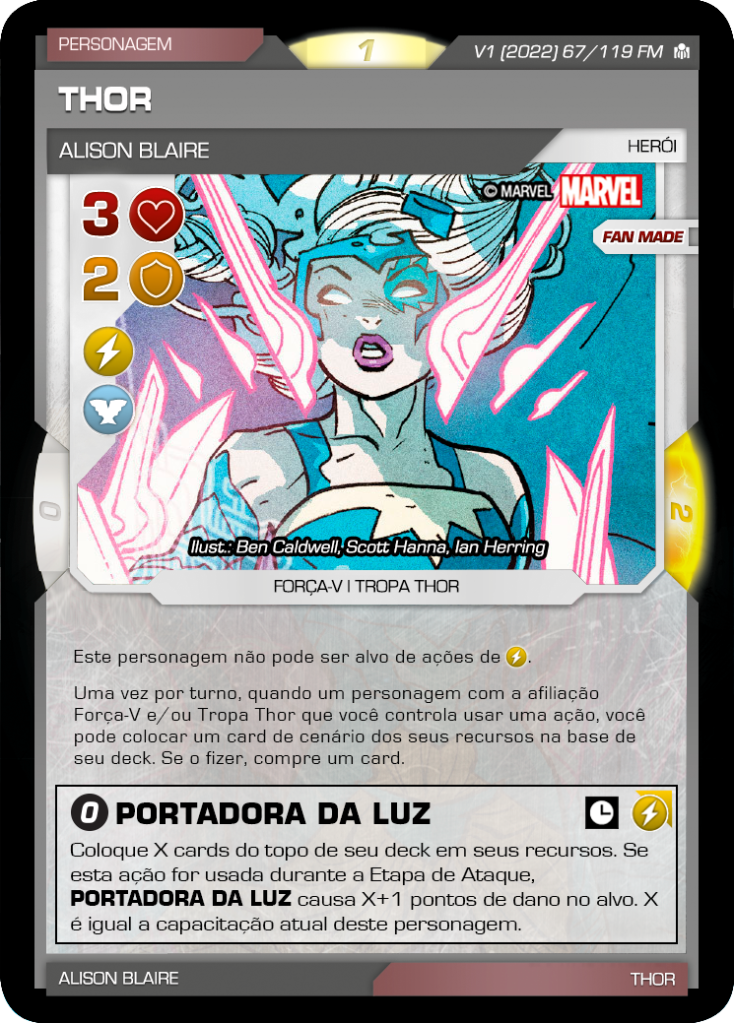 PERSONAGEM
1
V1 (2022) 67/119 FM
THOR
ALISON BLAIRE
HERÓI
© MARVEL MARVEL
3
FAN MADE
2
0
2
Ilust.: Ben Caldwell, Scott Hanna, Ian Herring
FORÇA-V | TROPA THOR
Este personagem não pode ser alvo de ações de .
Uma vez por turno, quando um personagem com a afiliação
Força-V e/ou Tropa Thor que você controla usar uma ação, você
pode colocar um card de cenário dos seus recursos na base de
seu deck. Se o fizer, compre um card.
0 PORTADORA DA LUZ
Coloque X cards do topo de seu deck em seus recursos. Se
esta ação for usada durante a Etapa de Ataque,
PORTADORA DA LUZ causa X+1 pontos de dano no alvo. X
é igual a capacitação atual deste personagem.
ALISON BLAIRE
THOR